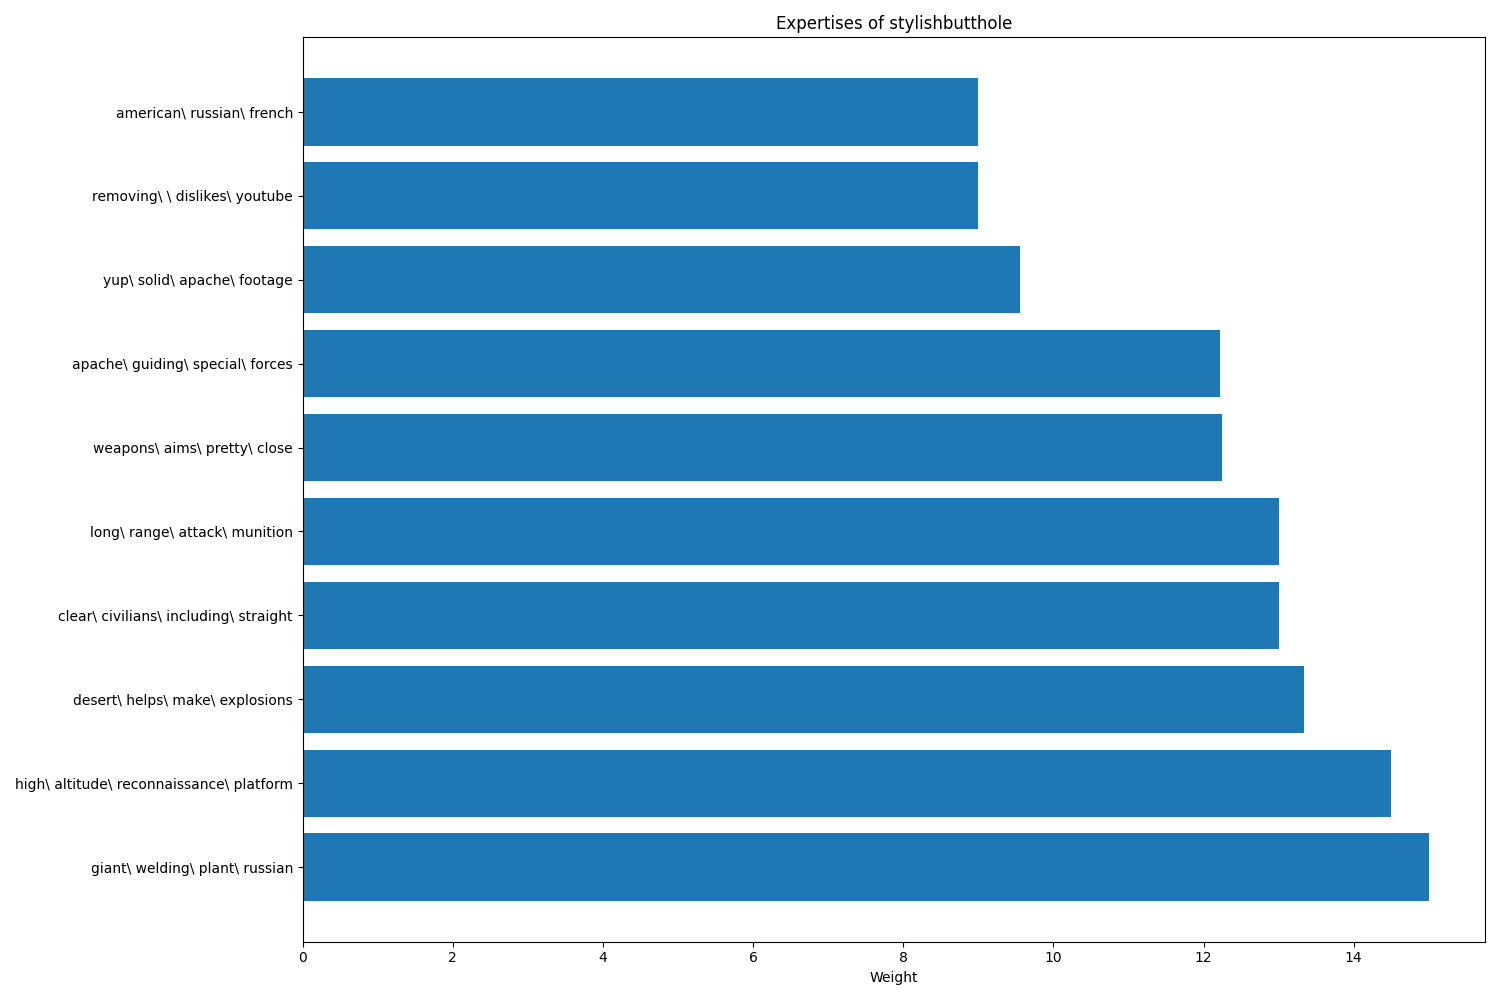 Expertises of stylishbutthole
american\ russian\ french
removing\ \ dislikes\ youtube
yup\ solid\ apache\ footage
apache\ guiding\ special\ forces
weapons\ aims\ pretty\ close
long\ range\ attack\ munition
clear\ civilians\ including\ straight
desert\ helps\ make\ explosions
high\ altitude\ reconnaissance\ platform
giant\ welding\ plant\ russian
0 2 4 6 8 10 12 14
Weight